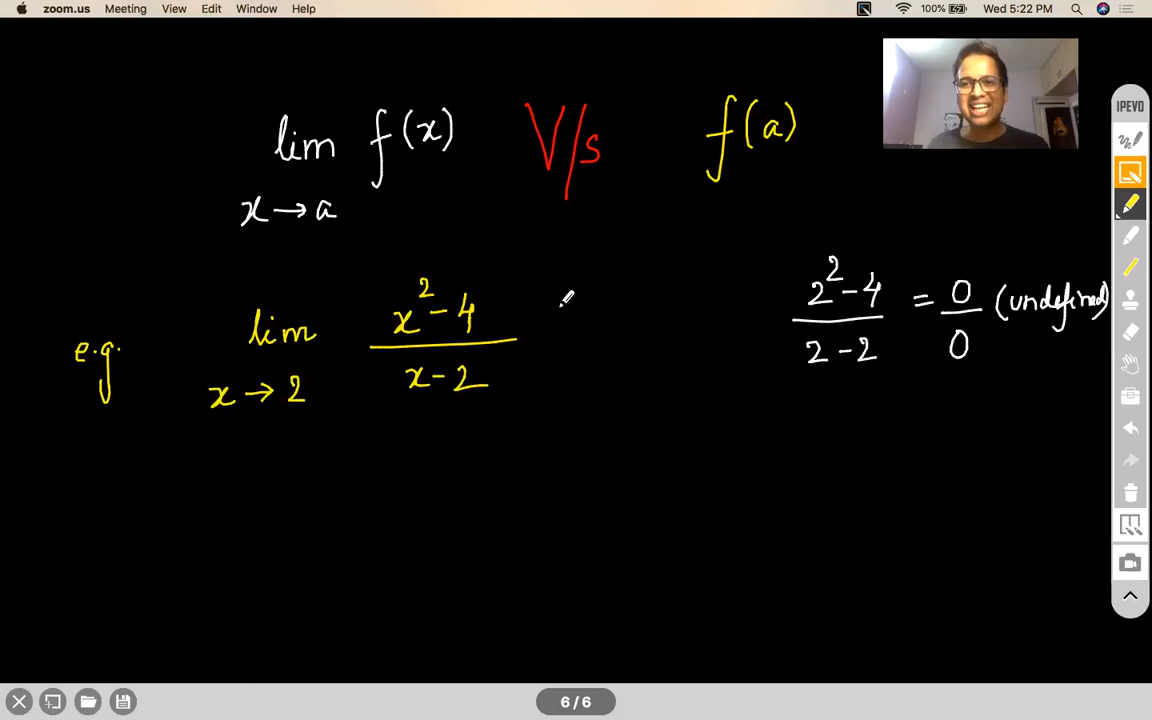 zoom.us Meeting View Edit Window Help 100% Wed 5:22 PM
IPEVO
lim f(x) V/s f(a)
x → a
e.g. lim x² - 4
x → 2 x - 2
2² - 4 = 0 (undefined)
2 - 2 0
6 / 6